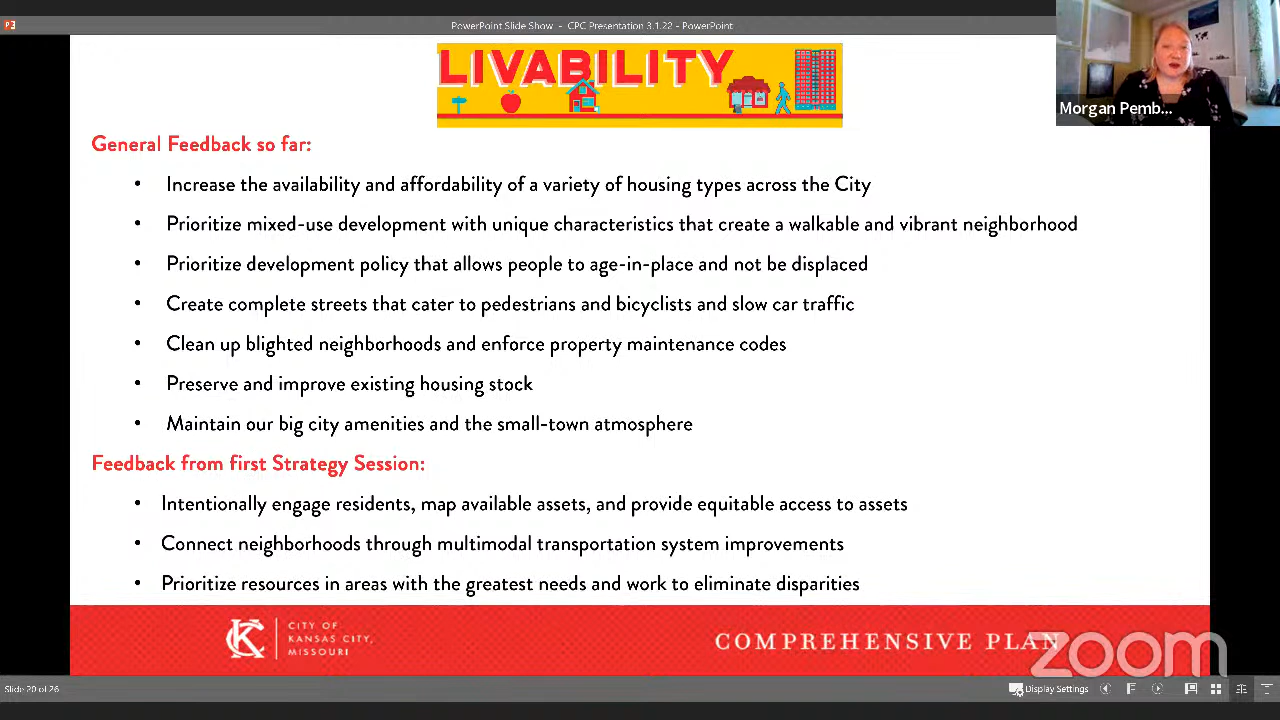 PowerPoint Slide Show - CPC Presentation 3.1.22 - PowerPoint
LIVABILITY
Morgan Pemb...
General Feedback so far:
• Increase the availability and affordability of a variety of housing types across the City
• Prioritize mixed-use development with unique characteristics that create a walkable and vibrant neighborhood
• Prioritize development policy that allows people to age-in-place and not be displaced
• Create complete streets that cater to pedestrians and bicyclists and slow car traffic
• Clean up blighted neighborhoods and enforce property maintenance codes
• Preserve and improve existing housing stock
• Maintain our big city amenities and the small-town atmosphere
Feedback from first Strategy Session:
• Intentionally engage residents, map available assets, and provide equitable access to assets
• Connect neighborhoods through multimodal transportation system improvements
• Prioritize resources in areas with the greatest needs and work to eliminate disparities
KC
CITY OF
KANSAS CITY,
MISSOURI
COMPREHENSIVE PLAN
zoom
Slide 20 of 26
Display Settings